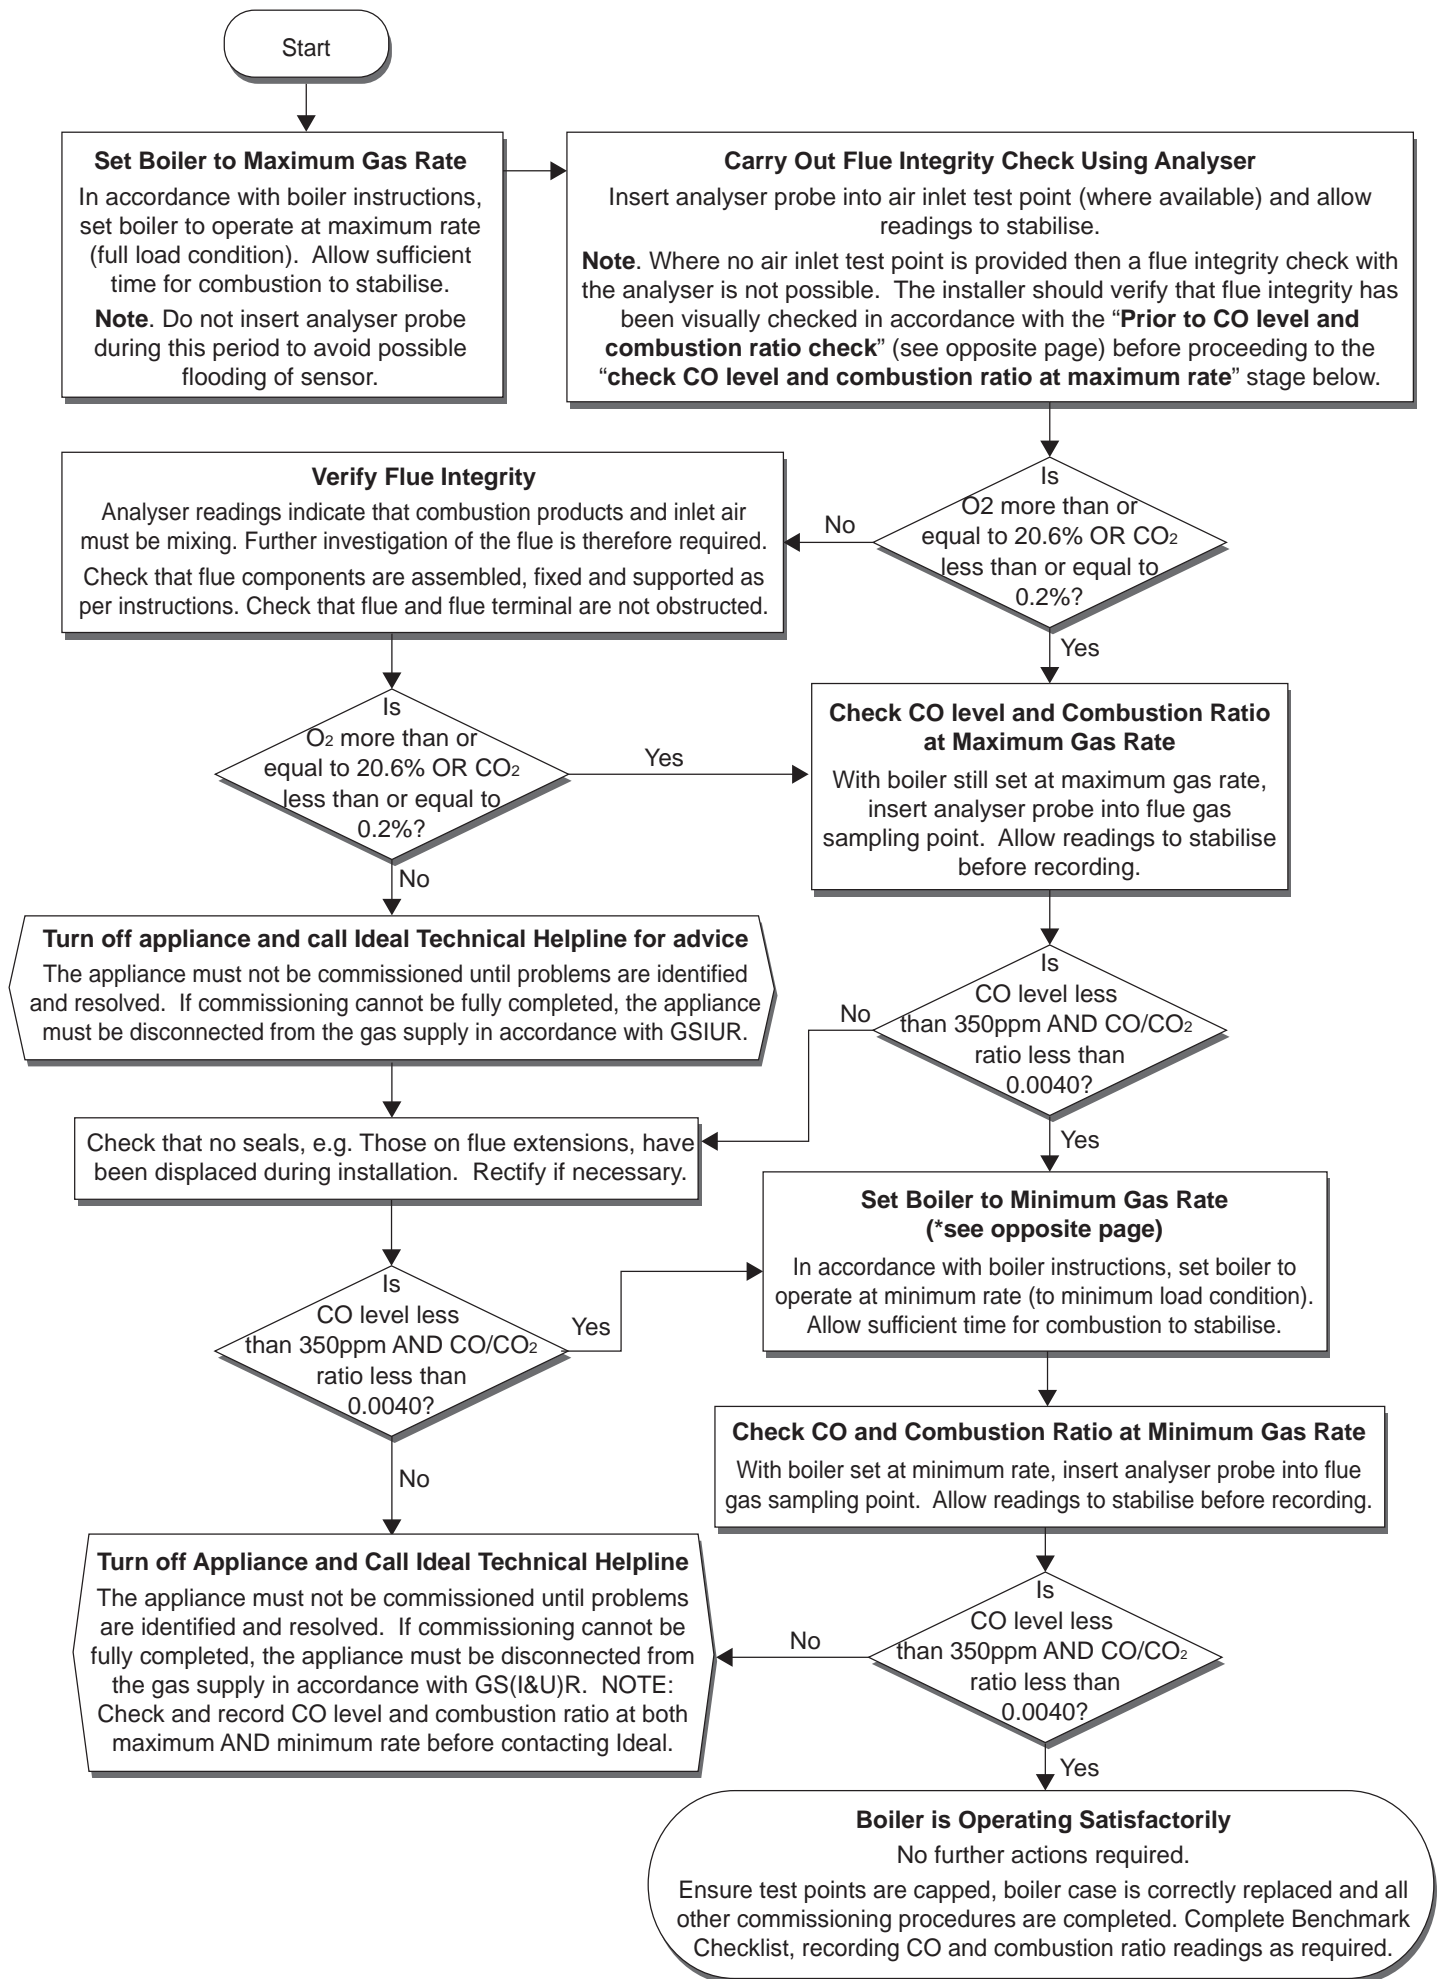 Start
Set Boiler to Maximum Gas Rate
In accordance with boiler instructions,
set boiler to operate at maximum rate
(full load condition).  Allow sufficient
time for combustion to stabilise.
Note. Do not insert analyser probe
during this period to avoid possible
flooding of sensor.
Carry Out Flue Integrity Check Using Analyser
Insert analyser probe into air inlet test point (where available) and allow
readings to stabilise.
Note. Where no air inlet test point is provided then a flue integrity check with
the analyser is not possible.  The installer should verify that flue integrity has
been visually checked in accordance with the “Prior to CO level and
combustion ratio check” (see opposite page) before proceeding to the
“check CO level and combustion ratio at maximum rate” stage below.
Is
O2 more than or
equal to 20.6% OR CO2
less than or equal to
0.2%?
No
Yes
Verify Flue Integrity
Analyser readings indicate that combustion products and inlet air
must be mixing. Further investigation of the flue is therefore required.
Check that flue components are assembled, fixed and supported as
per instructions. Check that flue and flue terminal are not obstructed.
Is
O2 more than or
equal to 20.6% OR CO2
less than or equal to
0.2%?
Yes
No
Check CO level and Combustion Ratio
at Maximum Gas Rate
With boiler still set at maximum gas rate,
insert analyser probe into flue gas
sampling point.  Allow readings to stabilise
before recording.
Turn off appliance and call Ideal Technical Helpline for advice
The appliance must not be commissioned until problems are identified
and resolved.  If commissioning cannot be fully completed, the appliance
must be disconnected from the gas supply in accordance with GSIUR.
Is
CO level less
than 350ppm AND CO/CO2
ratio less than
0.0040?
No
Yes
Check that no seals, e.g. Those on flue extensions, have
been displaced during installation.  Rectify if necessary.
Set Boiler to Minimum Gas Rate
(*see opposite page)
In accordance with boiler instructions, set boiler to
operate at minimum rate (to minimum load condition).
Allow sufficient time for combustion to stabilise.
Is
CO level less
than 350ppm AND CO/CO2
ratio less than
0.0040?
Yes
No
Check CO and Combustion Ratio at Minimum Gas Rate
With boiler set at minimum rate, insert analyser probe into flue
gas sampling point.  Allow readings to stabilise before recording.
Turn off Appliance and Call Ideal Technical Helpline
The appliance must not be commissioned until problems
are identified and resolved.  If commissioning cannot be
fully completed, the appliance must be disconnected from
the gas supply in accordance with GS(I&U)R.  NOTE:
Check and record CO level and combustion ratio at both
maximum AND minimum rate before contacting Ideal.
Is
CO level less
than 350ppm AND CO/CO2
ratio less than
0.0040?
No
Yes
Boiler is Operating Satisfactorily
No further actions required.
Ensure test points are capped, boiler case is correctly replaced and all
other commissioning procedures are completed. Complete Benchmark
Checklist, recording CO and combustion ratio readings as required.